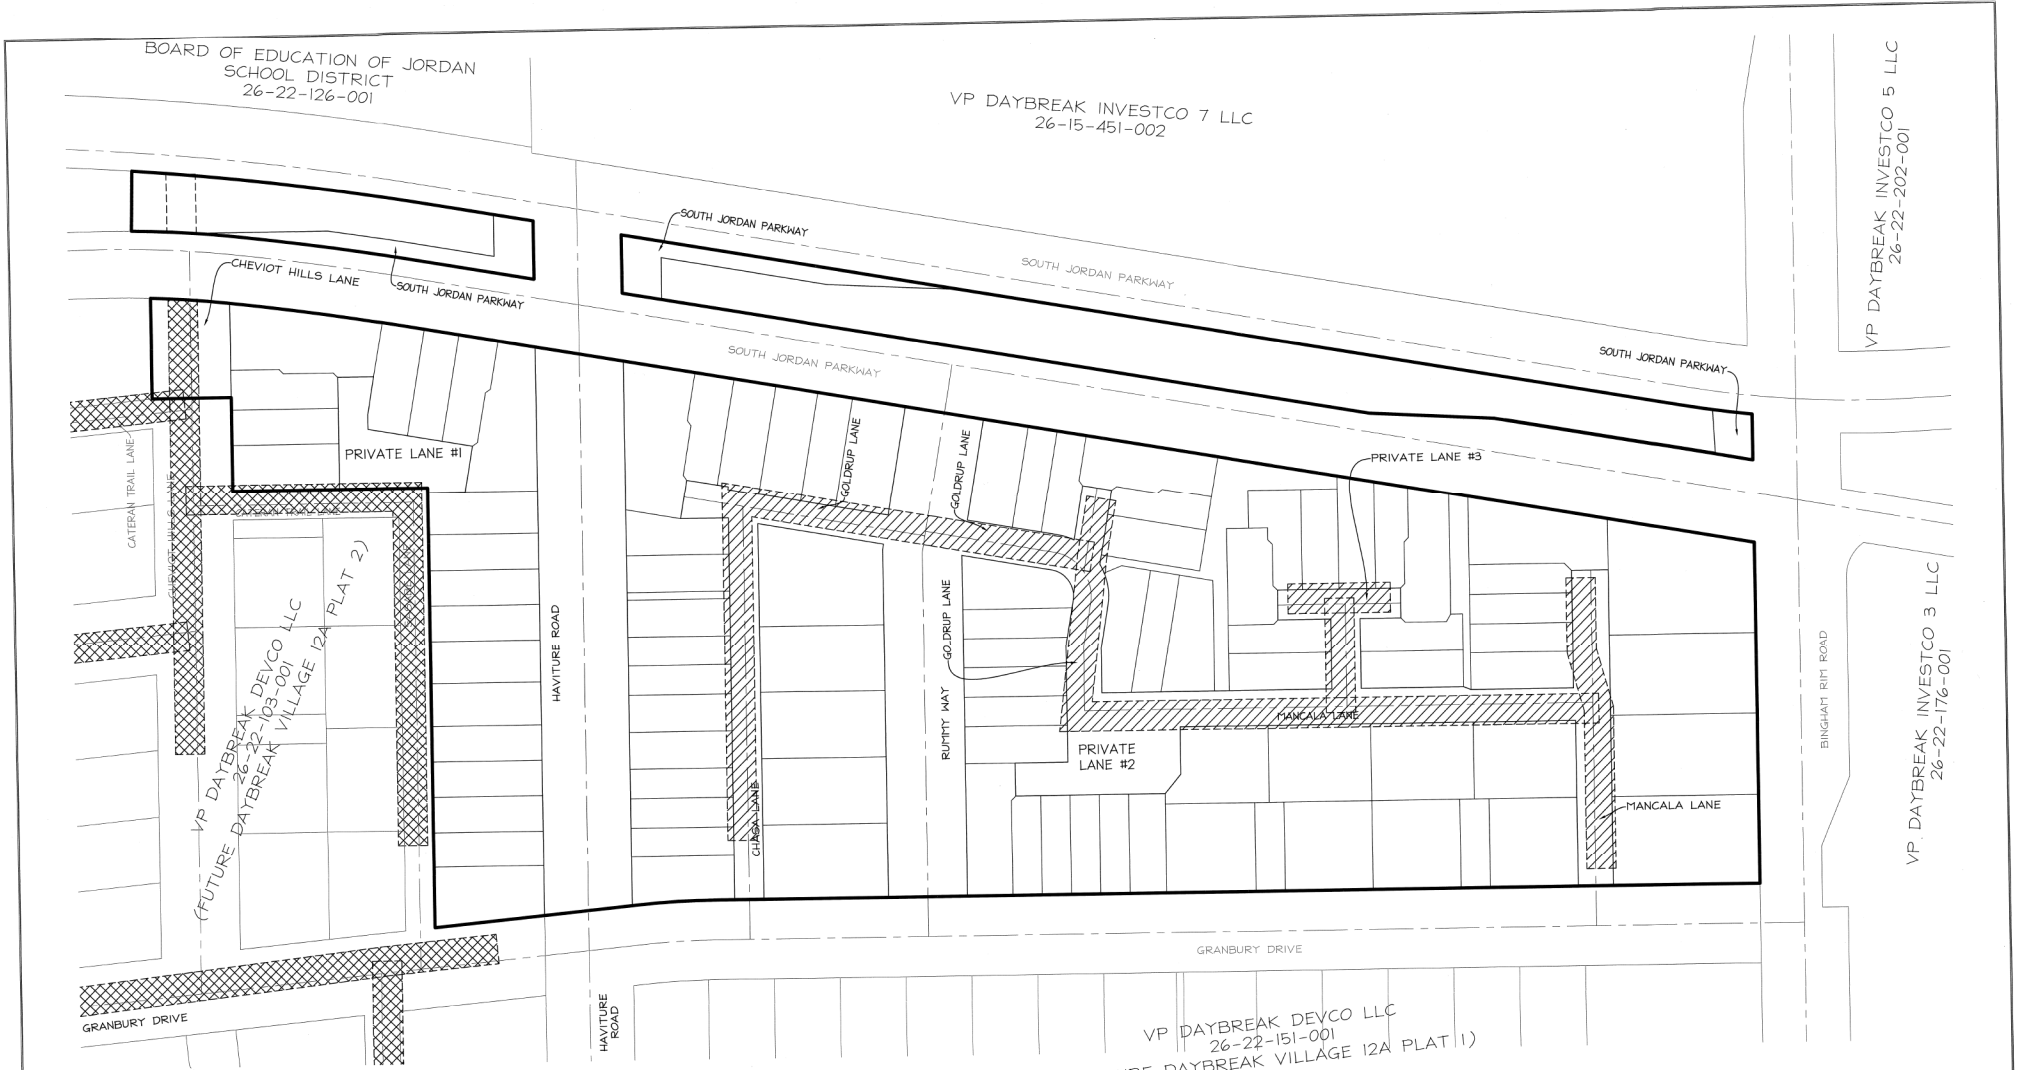 BOARD OF EDUCATION OF JORDAN
SCHOOL DISTRICT
26-22-126-001
VP DAYBREAK INVESTCO 7 LLC
26-15-451-002
VP DAYBREAK INVESTCO 5 LLC
26-22-202-001
SOUTH JORDAN PARKWAY
SOUTH JORDAN PARKWAY
CHEVIOT HILLS LANE
SOUTH JORDAN PARKWAY
SOUTH JORDAN PARKWAY
SOUTH JORDAN PARKWAY
PRIVATE LANE #1
GOLDRUP LANE
GOLDRUP LANE
PRIVATE LANE #3
CATERAN TRAIL LANE
CHEVIOT HILLS LANE
CATERAN TRAIL LANE
VP DAYBREAK DEVCO LLC
26-22-103-001
(FUTURE DAYBREAK VILLAGE 12A PLAT 2)
HAVITURE ROAD
GOLDRUP LANE
RUMMY WAY
MANCALA LANE
PRIVATE
LANE #2
CHAGA LANE
MANCALA LANE
BINGHAM RIM ROAD
VP DAYBREAK INVESTCO 3 LLC
26-22-176-001
GRANBURY DRIVE
GRANBURY DRIVE
HAVITURE
ROAD
VP DAYBREAK DEVCO LLC
26-22-151-001
DAYBREAK VILLAGE 12A PLAT 1)